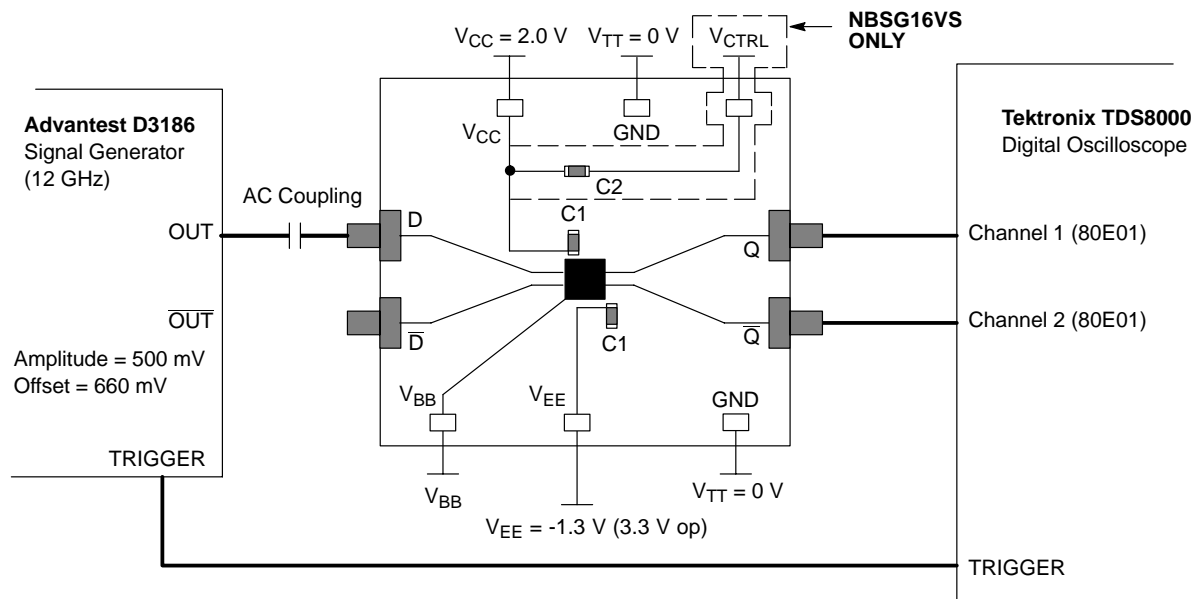 NBSG16VS
ONLY
VCC = 2.0 V
VTT = 0 V
VCTRL
Advantest D3186
Signal Generator
(12 GHz)
Tektronix TDS8000
Digital Oscilloscope
VCC
GND
C2
AC Coupling
C1
OUT
D
Q
Channel 1 (80E01)
O̅U̅T̅
D̅
C1
Q̅
Channel 2 (80E01)
Amplitude = 500 mV
Offset = 660 mV
VBB
VEE
GND
TRIGGER
VBB
VTT = 0 V
VEE = -1.3 V (3.3 V op)
TRIGGER